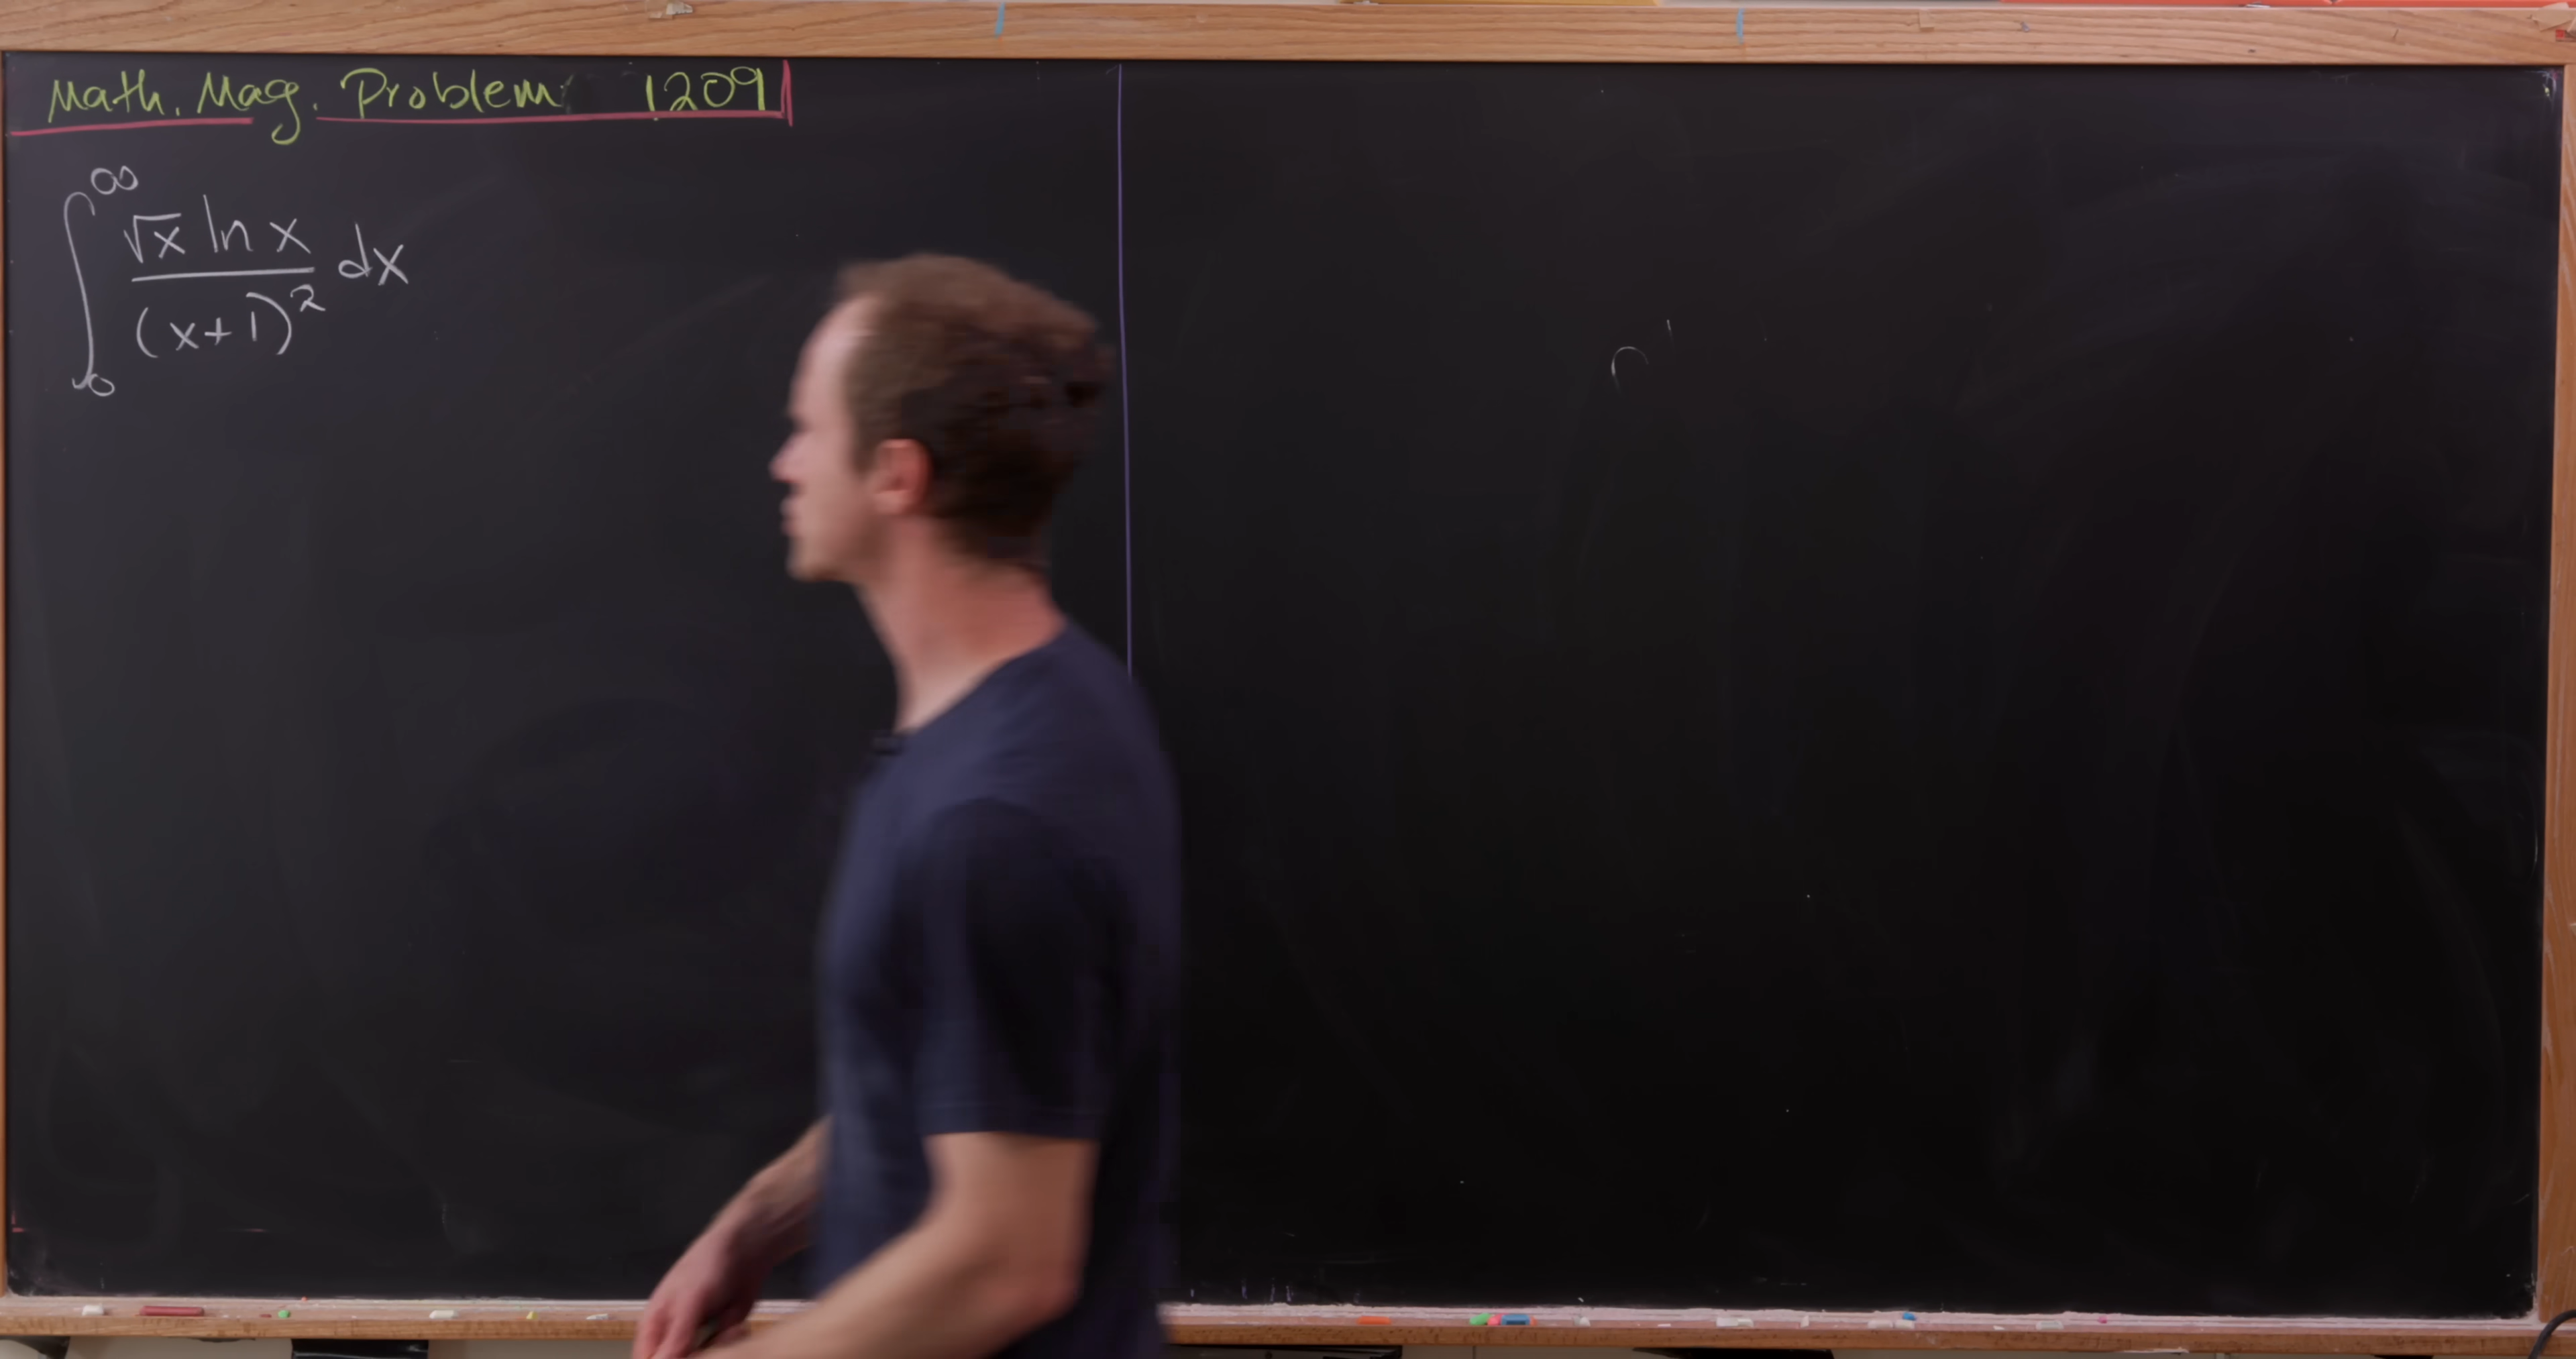 Math. Mag. Problem 1209
∫₀^∞ √x ln x / (x+1)² dx